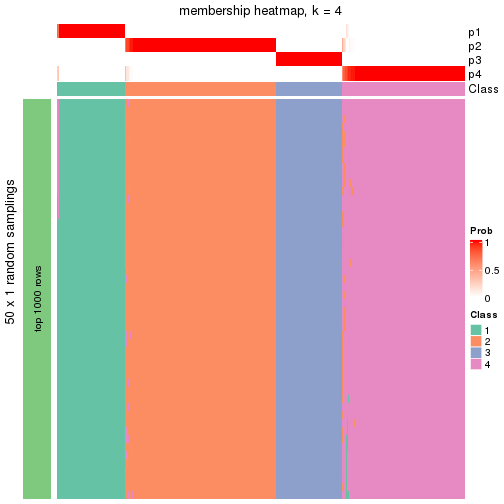 membership heatmap, k = 4
p1
p2
p3
p4
Class
50 x 1 random samplings
top 1000 rows
Prob
1
0.5
0
Class
1
2
3
4